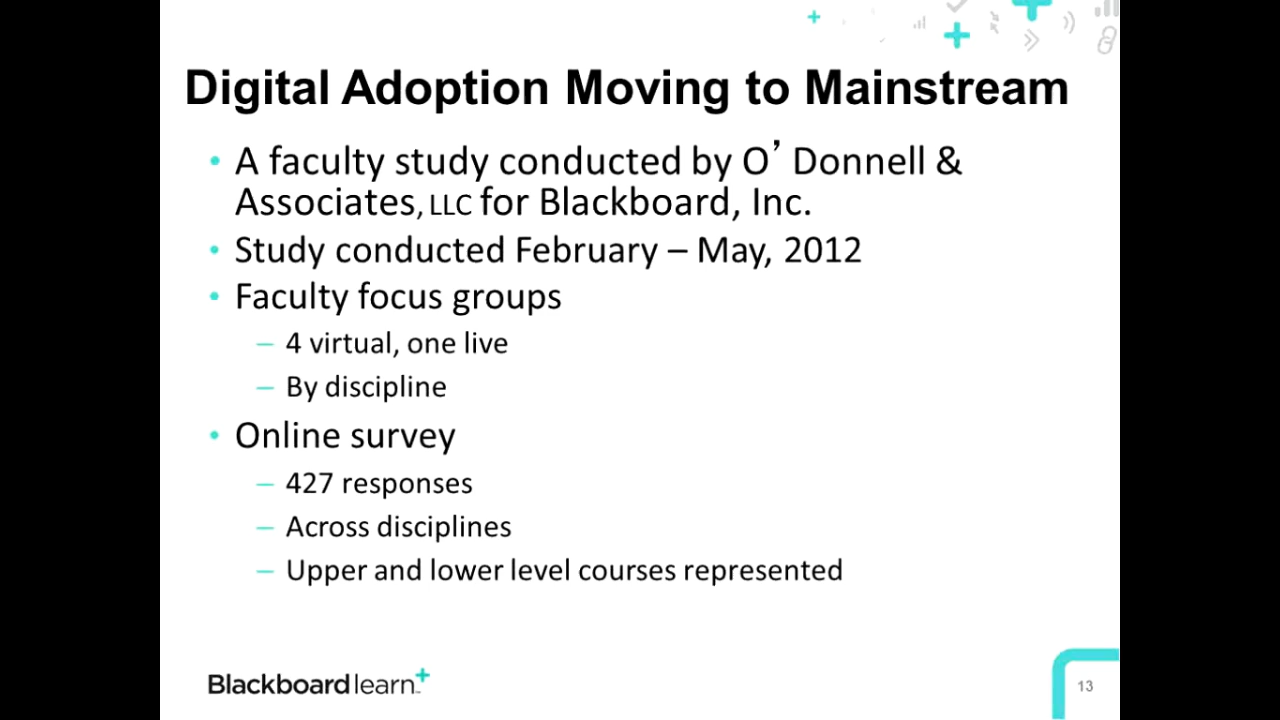 Digital Adoption Moving to Mainstream
• A faculty study conducted by O’ Donnell &
Associates, LLC for Blackboard, Inc.
• Study conducted February – May, 2012
• Faculty focus groups
– 4 virtual, one live
– By discipline
• Online survey
– 427 responses
– Across disciplines
– Upper and lower level courses represented
Blackboard learn+
13